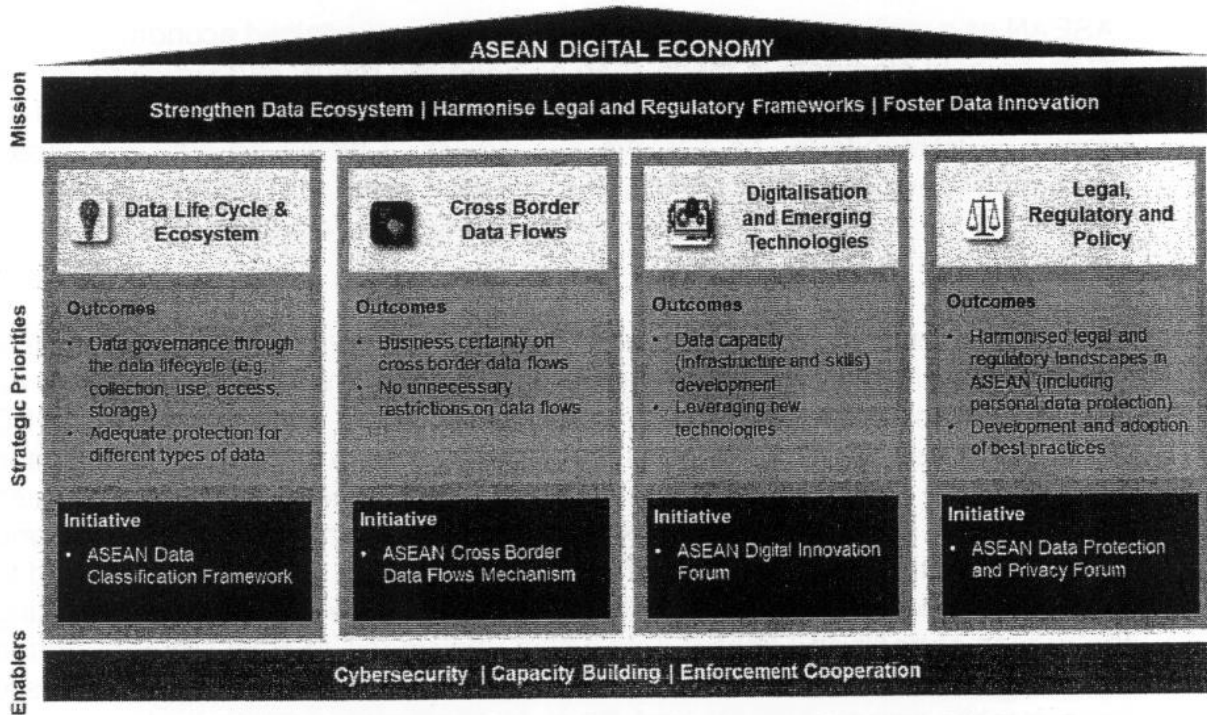 ASEAN DIGITAL ECONOMY
Mission
Strengthen Data Ecosystem | Harmonise Legal and Regulatory Frameworks | Foster Data Innovation
Strategic Priorities
Data Life Cycle &
Ecosystem
Outcomes
• Data governance through
the data lifecycle (e.g.
collection, use, access,
storage)
• Adequate protection for
different types of data
Initiative
• ASEAN Data
Classification Framework
Cross Border
Data Flows
Outcomes
• Business certainty on
cross border data flows
• No unnecessary
restrictions on data flows
Initiative
• ASEAN Cross Border
Data Flows Mechanism
Digitalisation
and Emerging
Technologies
Outcomes
• Data capacity
(infrastructure and skills)
development
• Leveraging new
technologies
Initiative
• ASEAN Digital Innovation
Forum
Legal,
Regulatory and
Policy
Outcomes
• Harmonised legal and
regulatory landscapes in
ASEAN (including
personal data protection)
• Development and adoption
of best practices
Initiative
• ASEAN Data Protection
and Privacy Forum
Enablers
Cybersecurity | Capacity Building | Enforcement Cooperation